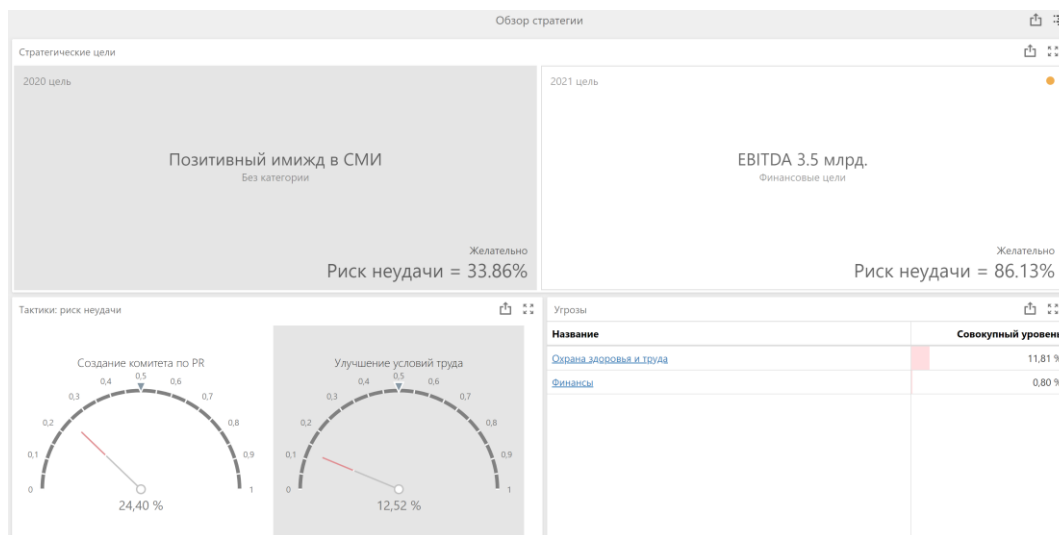 Обзор стратегии
Стратегические цели
2020 цель
Позитивный имижд в СМИ
Без категории
Желательно
Риск неудачи = 33.86%
2021 цель
EBITDA 3.5 млрд.
Финансовые цели
Желательно
Риск неудачи = 86.13%
Тактики: риск неудачи
Создание комитета по PR
0
0,1
0,2
0,3
0,4
0,5
0,6
0,7
0,8
0,9
1
24,40 %
Улучшение условий труда
0
0,1
0,2
0,3
0,4
0,5
0,6
0,7
0,8
0,9
1
12,52 %
Угрозы
Название Совокупный уровень
Охрана здоровья и труда 11,81 %
Финансы 0,80 %